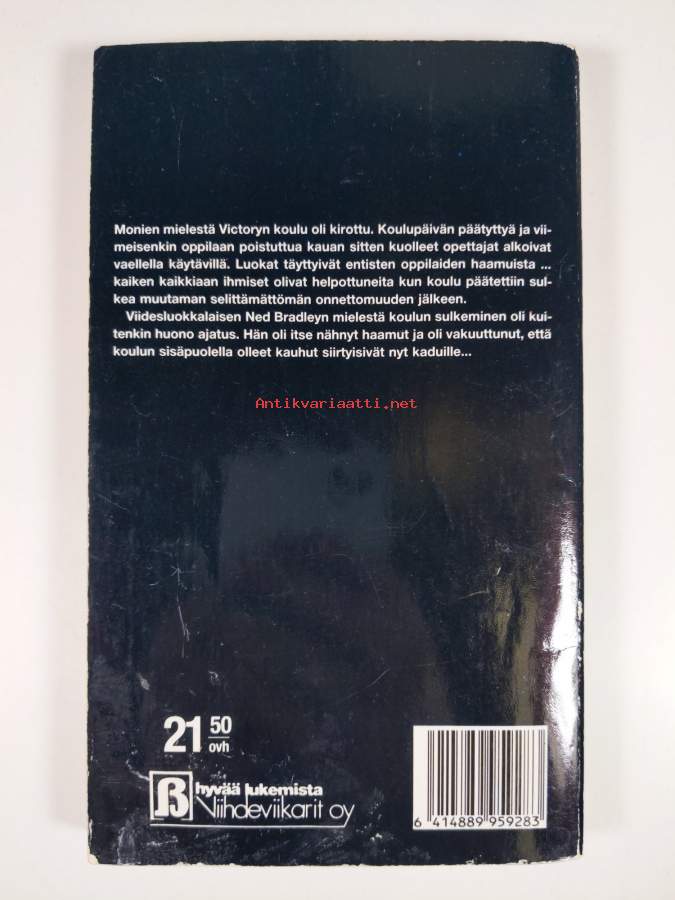 Monien mielestä Victoryn koulu oli kirottu. Koulupäivän päätyttyä ja vii-
meisenkin oppilaan poistuttua kauan sitten kuolleet opettajat alkoivat
vaellella käytävillä. Luokat täyttyivät entisten oppilaiden haamuista ...
kaiken kaikkiaan ihmiset olivat helpottuneita kun koulu päätettiin sul-
kea muutaman selittämättömän onnettomuuden jälkeen.
Viidesluokkalaisen Ned Bradleyn mielestä koulun sulkeminen oli kui-
tenkin huono ajatus. Hän oli itse nähnyt haamut ja oli vakuuttunut, että
koulun sisäpuolella olleet kauhut siirtyisivät nyt kaduille...
Antikvariaatti.net
21 50
ovh
ß hyvää lukemista
Viihdeviikarit oy
6 414889 959283